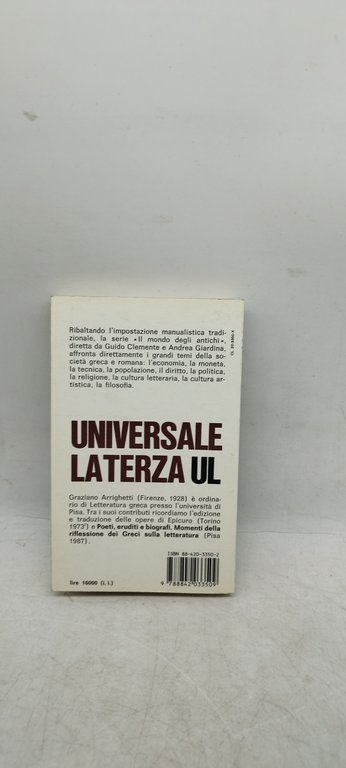 Ribaltando l'impostazione manualistica tradi-
zionale, la serie «Il mondo degli antichi»,
diretta da Guido Clemente e Andrea Giardina,
affronta direttamente i grandi temi della so-
cietà greca e romana: l'economia, la moneta,
la tecnica, la popolazione, il diritto, la politica,
la religione, la cultura letteraria, la cultura ar-
tistica, la filosofia.
UNIVERSALE
LATERZA UL
Graziano Arrighetti (Firenze, 1928) è ordina-
rio di Letteratura greca presso l'università di
Pisa. Tra i suoi contributi ricordiamo l'edizione
e traduzione delle opere di Epicuro (Torino
1973²) e Poeti, eruditi e biografi. Momenti della
riflessione dei Greci sulla letteratura (Pisa
1987).
ISBN 88-420-3350-2
9 788842 033509
lire 16000 (i. i.)